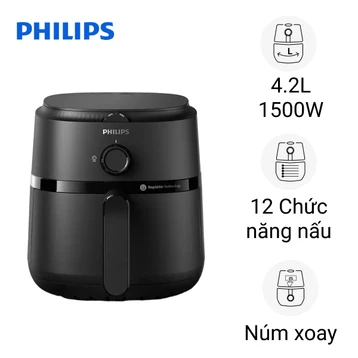 PHILIPS
4.2L
1500W
PHILIPS
12 Chức
năng nấu
Núm xoay